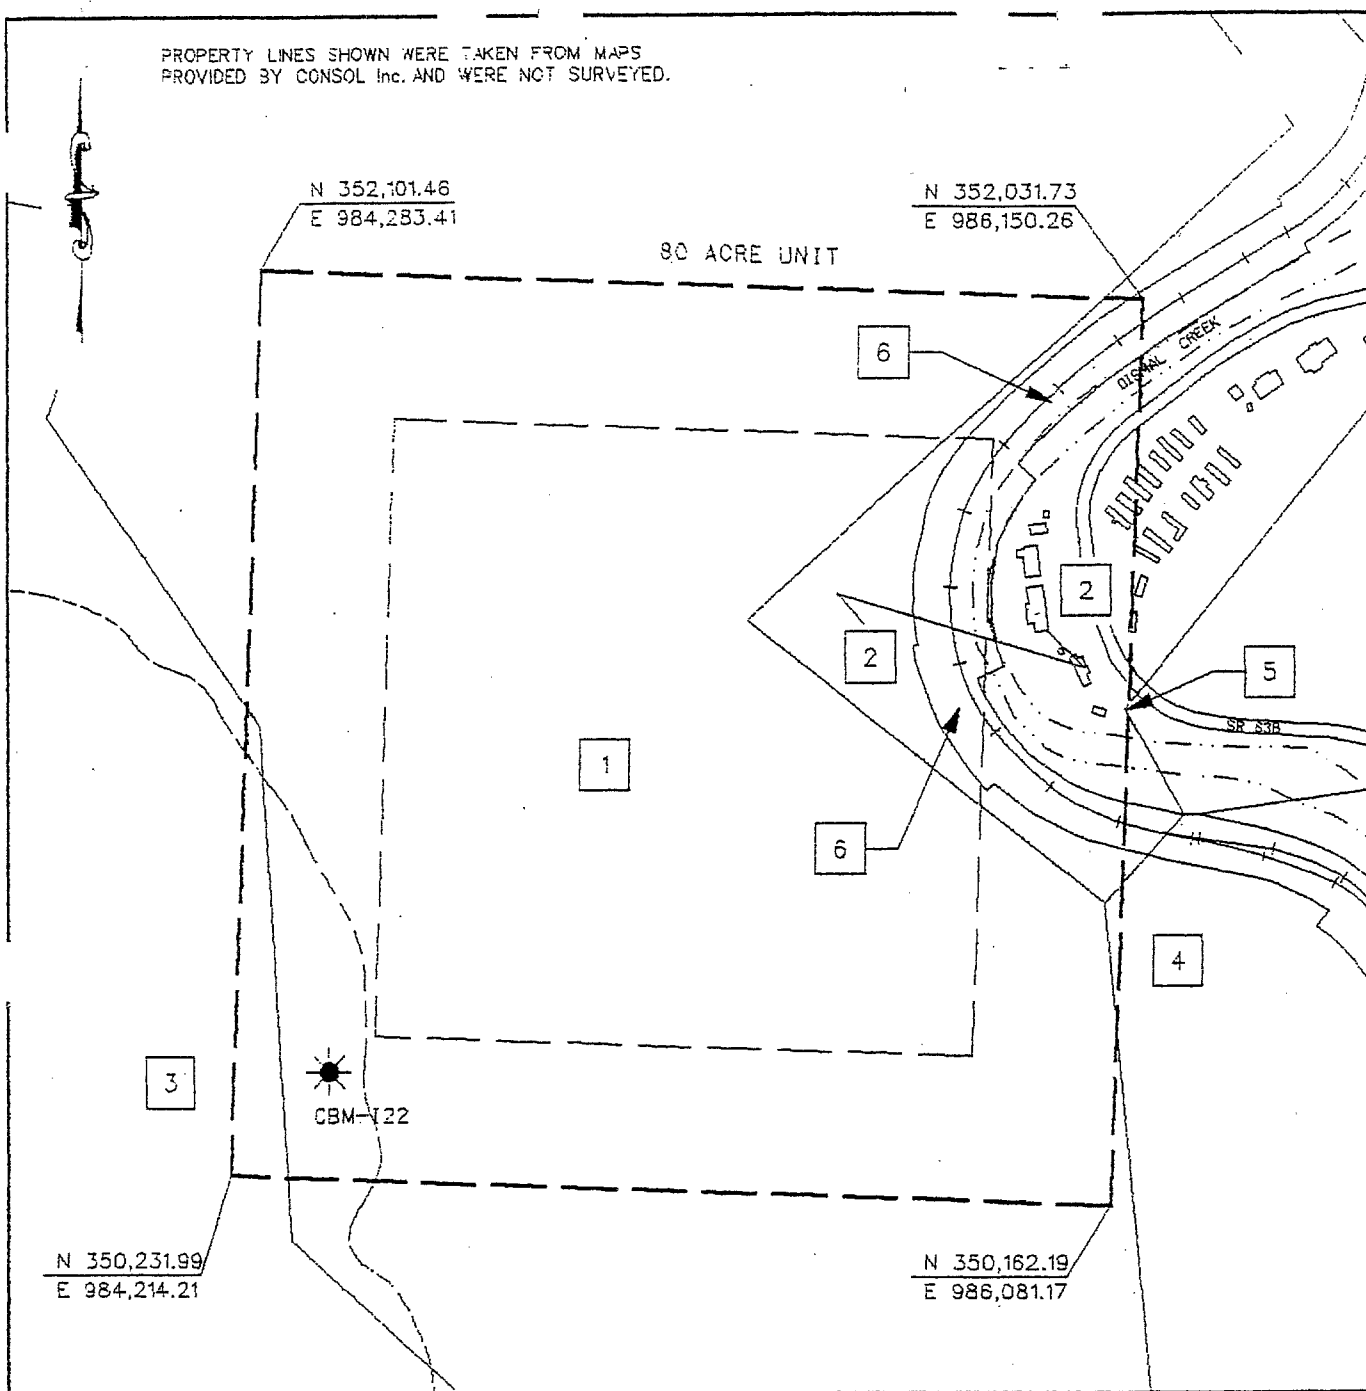 PROPERTY LINES SHOWN WERE TAKEN FROM MAPS
PROVIDED BY CONSOL Inc. AND WERE NOT SURVEYED.
N 352,101.46
E 984,283.41
N 352,031.73
E 986,150.26
80 ACRE UNIT
6
DISMAL CREEK
2
2
5
SR 638
1
6
4
3
CBM-I22
N 350,231.99
E 984,214.21
N 350,162.19
E 986,081.17